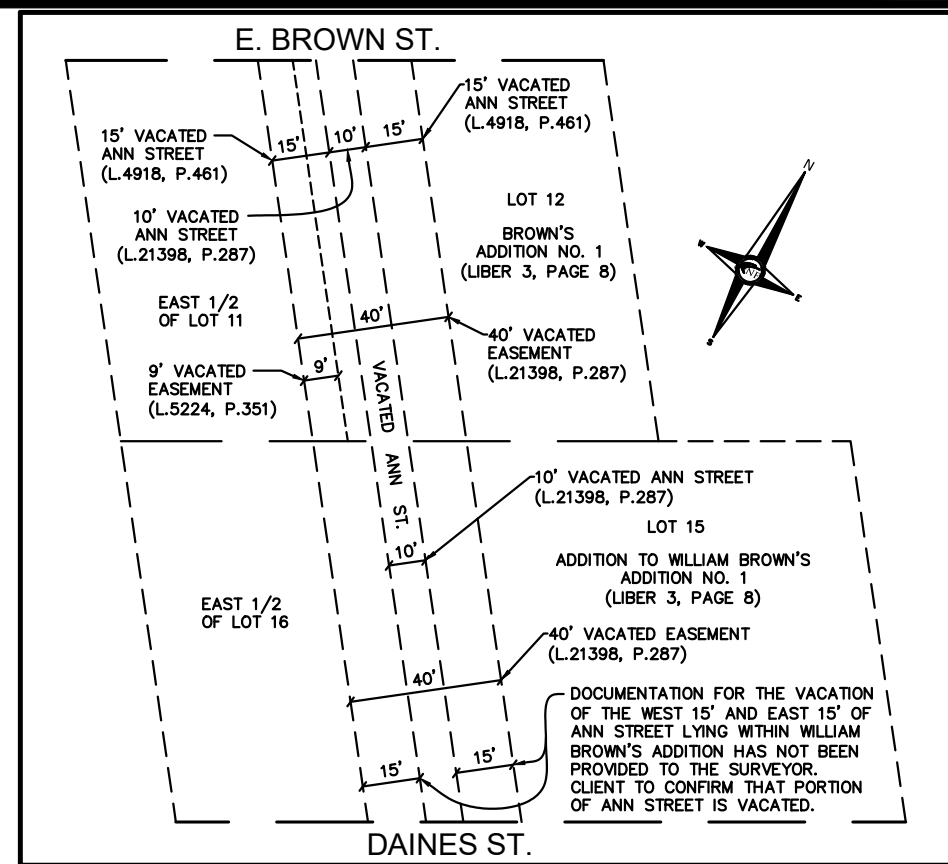 E. BROWN ST.
15' VACATED
ANN STREET
(L.4918, P.461)
15'
10'
15'
15' VACATED
ANN STREET
(L.4918, P.461)
10' VACATED
ANN STREET
(L.21398, P.287)
LOT 12
BROWN'S
ADDITION NO. 1
(LIBER 3, PAGE 8)
N
W
E
S
NF
EAST 1/2
OF LOT 11
40'
40' VACATED
EASEMENT
(L.21398, P.287)
9' VACATED
EASEMENT
(L.5224, P.351)
9'
VACATED ANN ST.
10' VACATED ANN STREET
(L.21398, P.287)
10'
LOT 15
ADDITION TO WILLIAM BROWN'S
ADDITION NO. 1
(LIBER 3, PAGE 8)
EAST 1/2
OF LOT 16
40' VACATED EASEMENT
(L.21398, P.287)
40'
15'
15'
DOCUMENTATION FOR THE VACATION
OF THE WEST 15' AND EAST 15' OF
ANN STREET LYING WITHIN WILLIAM
BROWN'S ADDITION HAS NOT BEEN
PROVIDED TO THE SURVEYOR.
CLIENT TO CONFIRM THAT PORTION
OF ANN STREET IS VACATED.
DAINES ST.